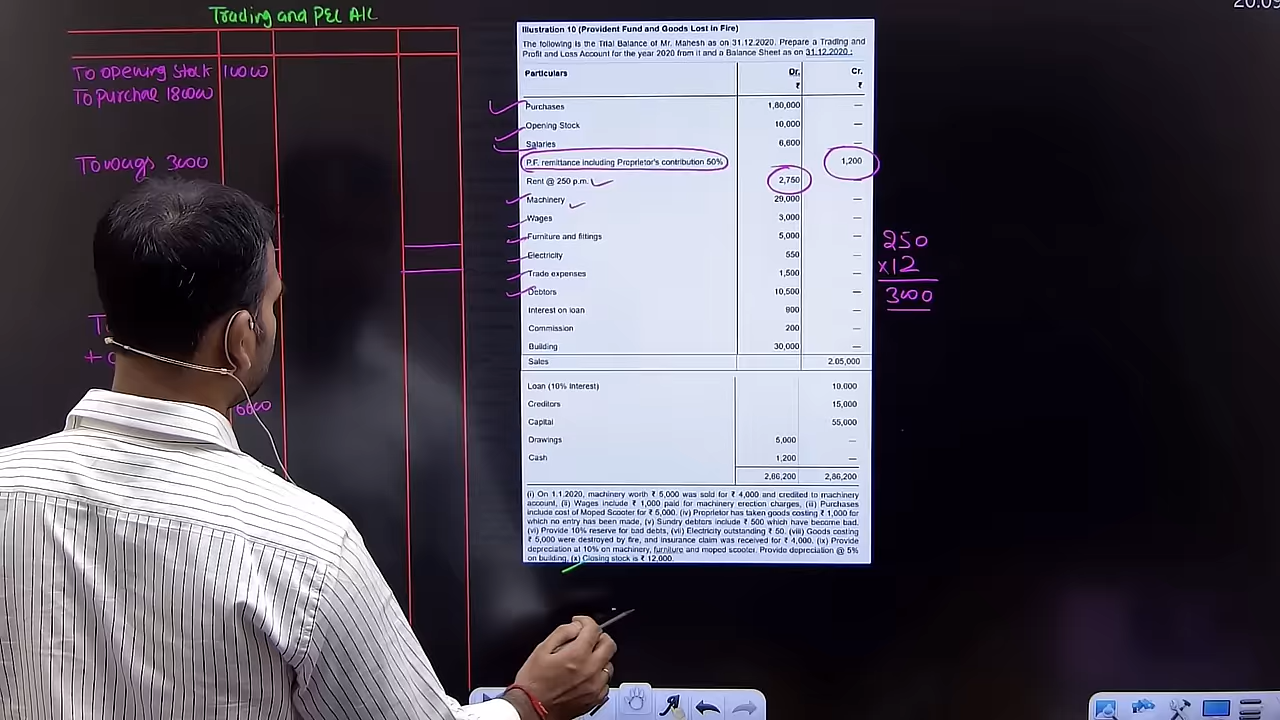 20:09
Trading and P&L A/c
To opening Stock 10000
To purchae 180000
To wags 3000
6600
Illustration 10 (Provident Fund and Goods Lost in Fire)
The following is the Trial Balance of Mr. Mahesh as on 31.12.2020. Prepare a Trading and
Profit and Loss Account for the year 2020 from it and a Balance Sheet as on 31.12.2020 :
Particulars Dr. Cr.
₹ ₹
Purchases 1,80,000 —
Opening Stock 10,000 —
Salaries 6,600 —
P.F. remittance including Proprietor's contribution 50% 1,200
Rent @ 250 p.m. 2,750
Machinery 29,000 —
Wages 3,000 —
Furniture and fittings 5,000 —
Electricity 550 —
Trade expenses 1,500 —
Debtors 10,500 —
Interest on loan 900 —
Commission 200 —
Building 30,000 —
Sales 2,05,000
Loan (10% Interest) 10,000
Creditors 15,000
Capital 55,000
Drawings 5,000 —
Cash 1,200 —
2,86,200 2,86,200
(i) On 1.1.2020, machinery worth ₹ 5,000 was sold for ₹ 4,000 and credited to machinery
account, (ii) Wages include ₹ 1,000 paid for machinery erection charges, (iii) Purchases
include cost of Moped Scooter for ₹ 5,000. (iv) Proprietor has taken goods costing ₹ 1,000 for
which no entry has been made, (v) Sundry debtors include ₹ 500 which have become bad.
(vi) Provide 10% reserve for bad debts, (vii) Electricity outstanding ₹ 50. (viii) Goods costing
₹ 5,000 were destroyed by fire, and insurance claim was received for ₹ 4,000. (ix) Provide
depreciation at 10% on machinery, furniture and moped scooter. Provide depreciation @ 5%
on building, (x) Closing stock is ₹ 12,000.
250
×12
3000